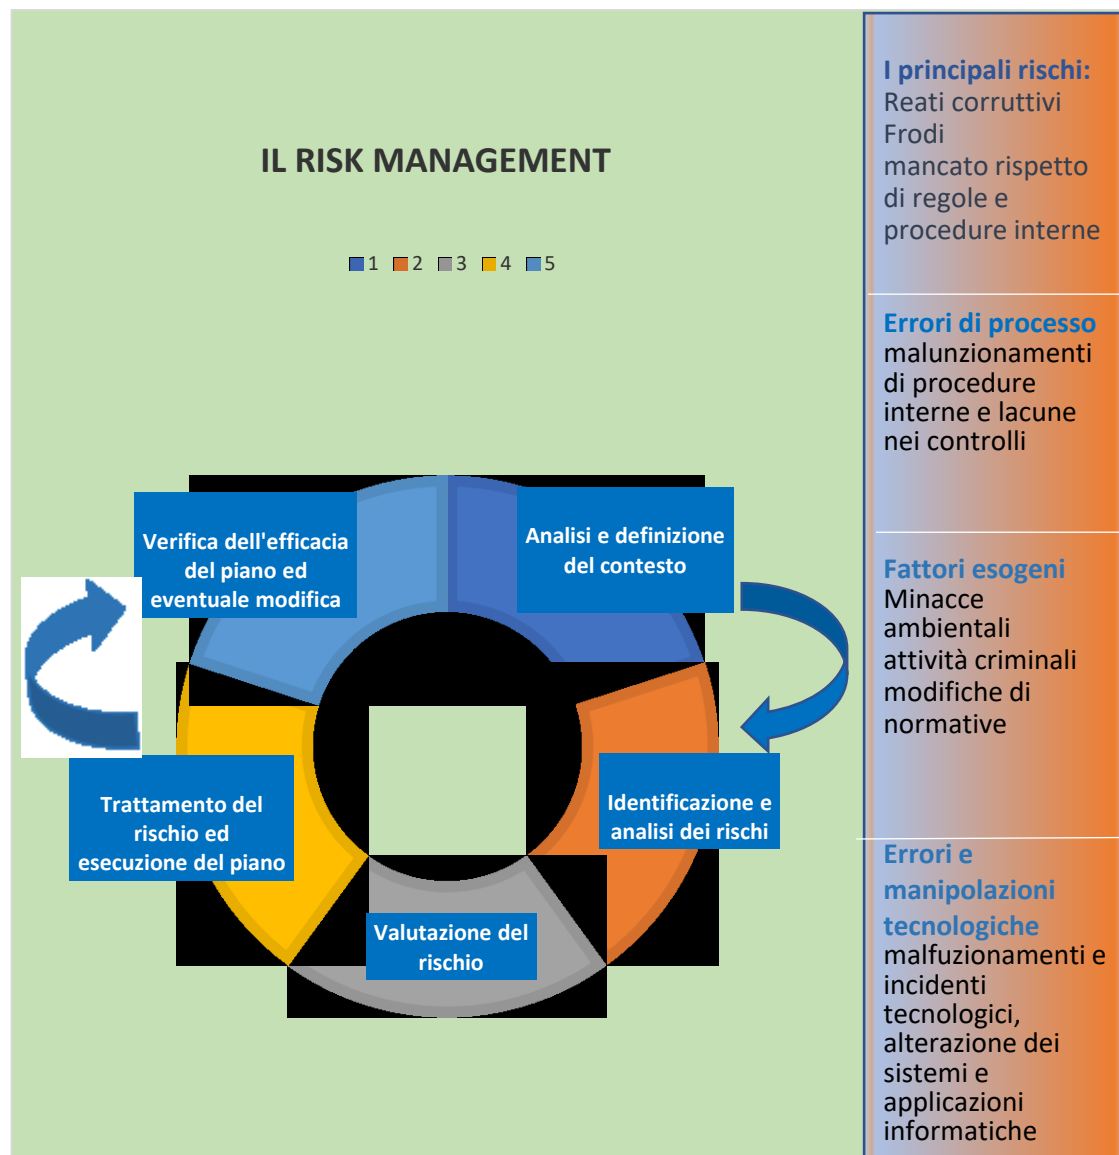 IL RISK MANAGEMENT
1 2 3 4 5
Analisi e definizione
del contesto
Identificazione e
analisi dei rischi
Valutazione del
rischio
Trattamento del
rischio ed
esecuzione del piano
Verifica dell'efficacia
del piano ed
eventuale modifica
I principali rischi:
Reati corruttivi
Frodi
mancato rispetto
di regole e
procedure interne
Errori di processo
malunzionamenti
di procedure
interne e lacune
nei controlli
Fattori esogeni
Minacce
ambientali
attività criminali
modifiche di
normative
Errori e
manipolazioni
tecnologiche
malfuzionamenti e
incidenti
tecnologici,
alterazione dei
sistemi e
applicazioni
informatiche